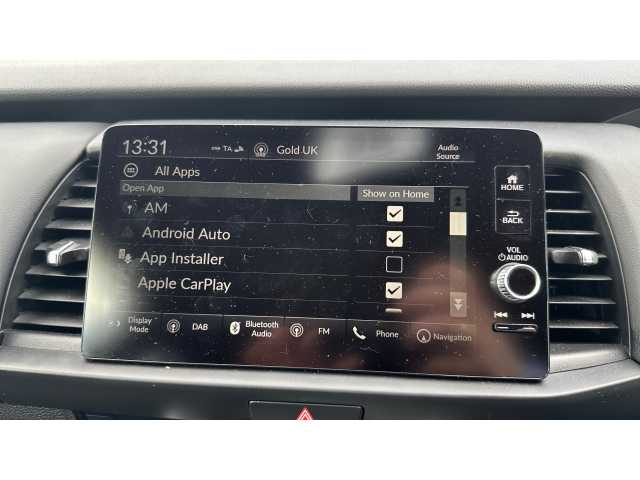 13:31 TA Gold UK Audio Source
All Apps
Open App Show on Home
AM
Android Auto
App Installer
Apple CarPlay
Display Mode DAB Bluetooth Audio FM Phone Navigation
HOME
BACK
VOL
AUDIO